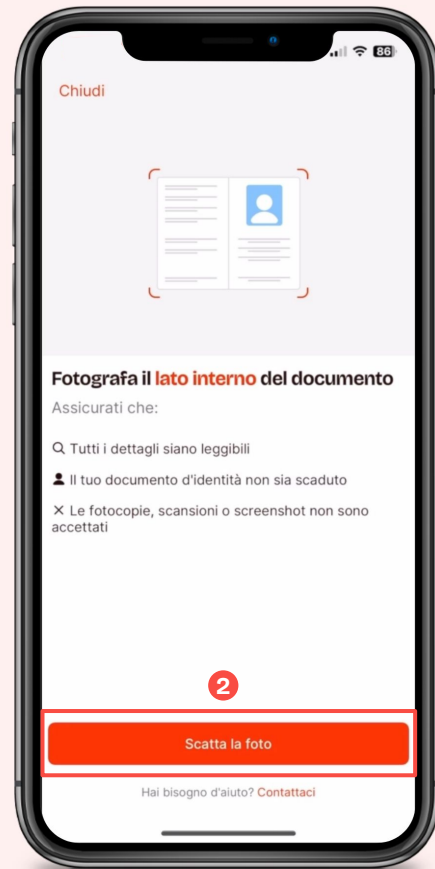 86
Chiudi
Fotografa il lato interno del documento
Assicurati che:
Tutti i dettagli siano leggibili
Il tuo documento d'identità non sia scaduto
Le fotocopie, scansioni o screenshot non sono
accettati
2
Scatta la foto
Hai bisogno d'aiuto? Contattaci